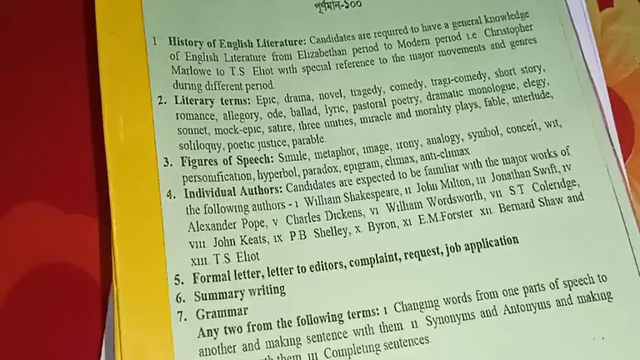 পূর্ণমান-১০০
1 History of English Literature: Candidates are required to have a general knowledge
of English Literature from Elizabethan period to Modern period i.e. Christopher
Marlowe to T.S Eliot with special reference to the major movements and genres
during different period.
2. Literary terms: Epic, drama, novel, tragedy, comedy, tragi-comedy, short story,
romance, allegory, ode, ballad, lyric, pastoral poetry, dramatic monologue, elegy,
sonnet, mock-epic, satire, three unities, miracle and morality plays, fable, interlude,
soliloquy, poetic justice, parable.
3. Figures of Speech: Simile, metaphor, image, irony, analogy, symbol, conceit, wit,
personification, hyperbol, paradox, epigram, climax, anti-climax
4. Individual Authors: Candidates are expected to be familiar with the major works of
the following authors - i William Shakespeare, ii John Milton, iii Jonathan Swift, iv
Alexander Pope, v Charles Dickens, vi William Wordsworth, vii S T Coleridge,
viii John Keats, ix P.B Shelley, x. Byron, xi E.M.Forster xii Bernard Shaw and
xiii T.S Eliot
5. Formal letter, letter to editors, complaint, request, job application
6. Summary writing
7. Grammar
Any two from the following terms: i Changing words from one parts of speech to
another and making sentence with them ii Synonyms and Antonyms and making
with them iii Completing sentences